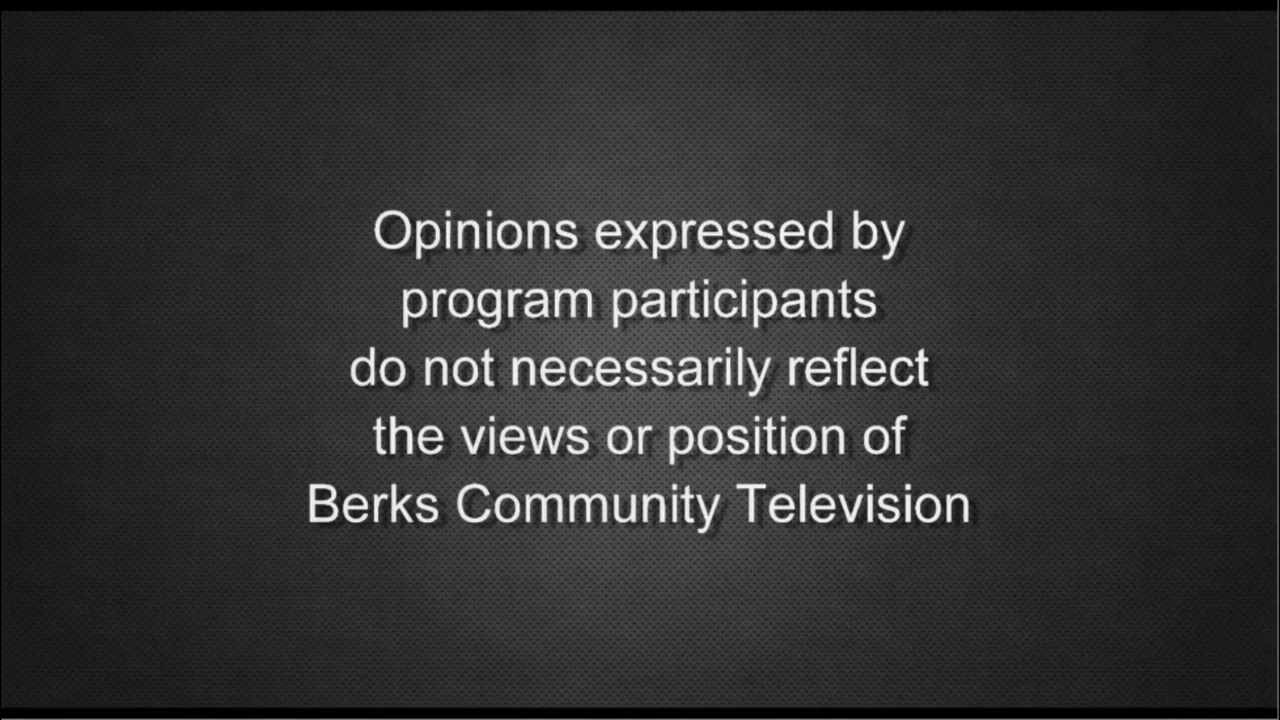 Opinions expressed by
program participants
do not necessarily reflect
the views or position of
Berks Community Television